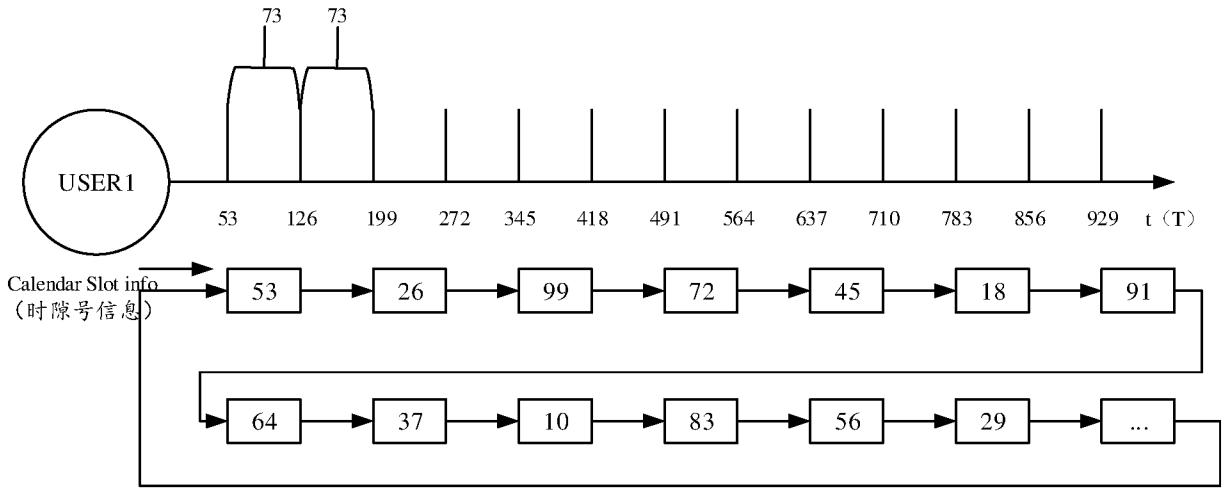 73 73
USER1
53 126 199 272 345 418 491 564 637 710 783 856 929 t（T）
Calendar Slot info
（时隙号信息）
53 26 99 72 45 18 91
64 37 10 83 56 29 ...